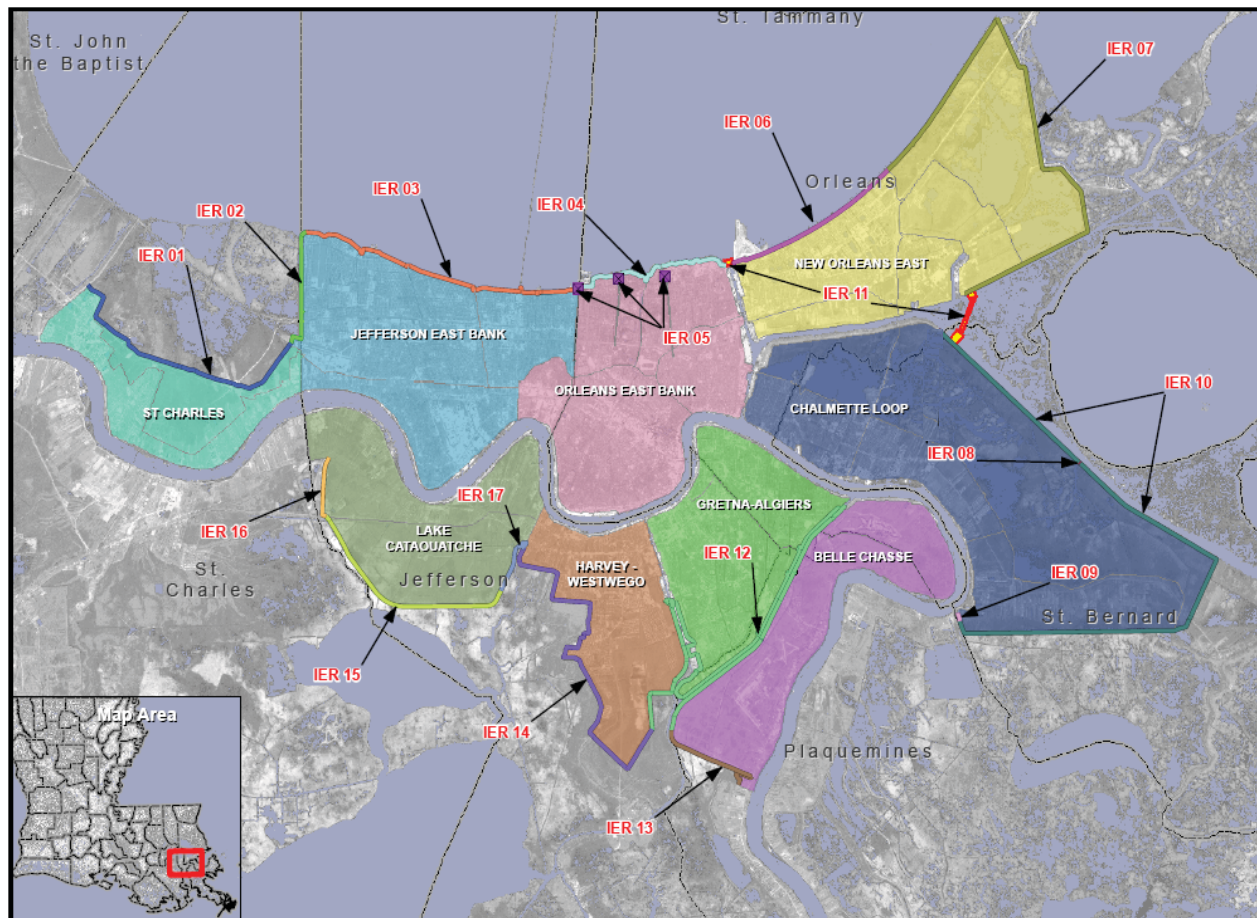 St. Tammany
St. John
the Baptist
IER 07
IER 06
Orleans
IER 03
IER 04
IER 02
IER 01
NEW ORLEANS EAST
IER 11
JEFFERSON EAST BANK
IER 05
IER 10
ORLEANS EAST BANK
ST CHARLES
CHALMETTE LOOP
IER 08
IER 17
GRETNA-ALGIERS
IER 16
LAKE
CATAOUATCHE
IER 12
BELLE CHASSE
HARVEY -
WESTWEGO
St.
Charles
Jefferson
IER 09
St. Bernard
IER 15
Map Area
IER 14
Plaquemines
IER 13